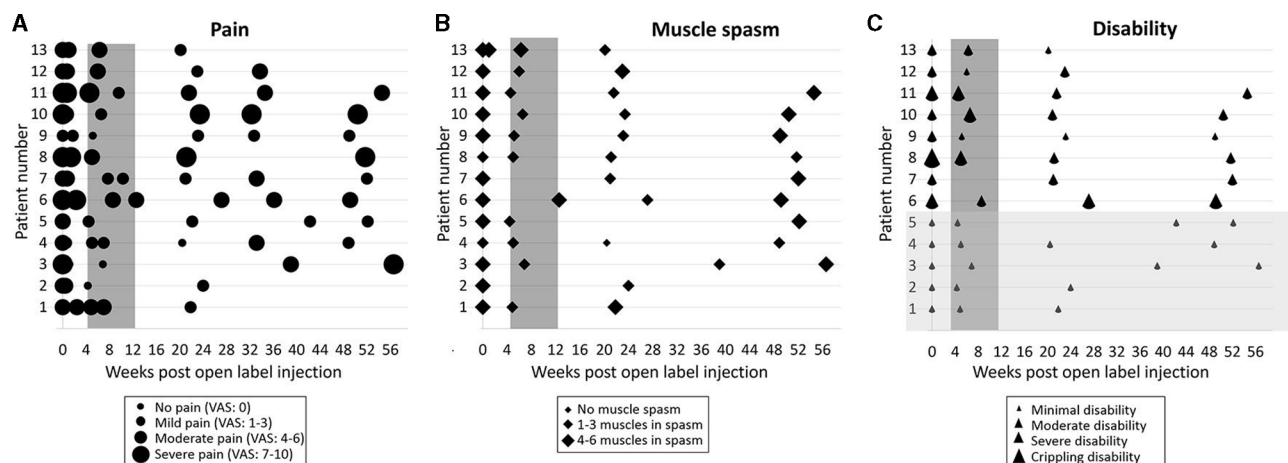 A Pain
B Muscle spasm
C Disability
Patient number
13
12
11
10
9
8
7
6
5
4
3
2
1
0 4 8 12 16 20 24 28 32 36 40 44 48 52 56
Weeks post open label injection
No pain (VAS: 0)
Mild pain (VAS: 1-3)
Moderate pain (VAS: 4-6)
Severe pain (VAS: 7-10)
Patient number
13
12
11
10
9
8
7
6
5
4
3
2
1
0 4 8 12 16 20 24 28 32 36 40 44 48 52 56
Weeks post open label injection
No muscle spasm
1-3 muscles in spasm
4-6 muscles in spasm
Patient number
13
12
11
10
9
8
7
6
5
4
3
2
1
0 4 8 12 16 20 24 28 32 36 40 44 48 52 56
Weeks post open label injection
Minimal disability
Moderate disability
Severe disability
Crippling disability